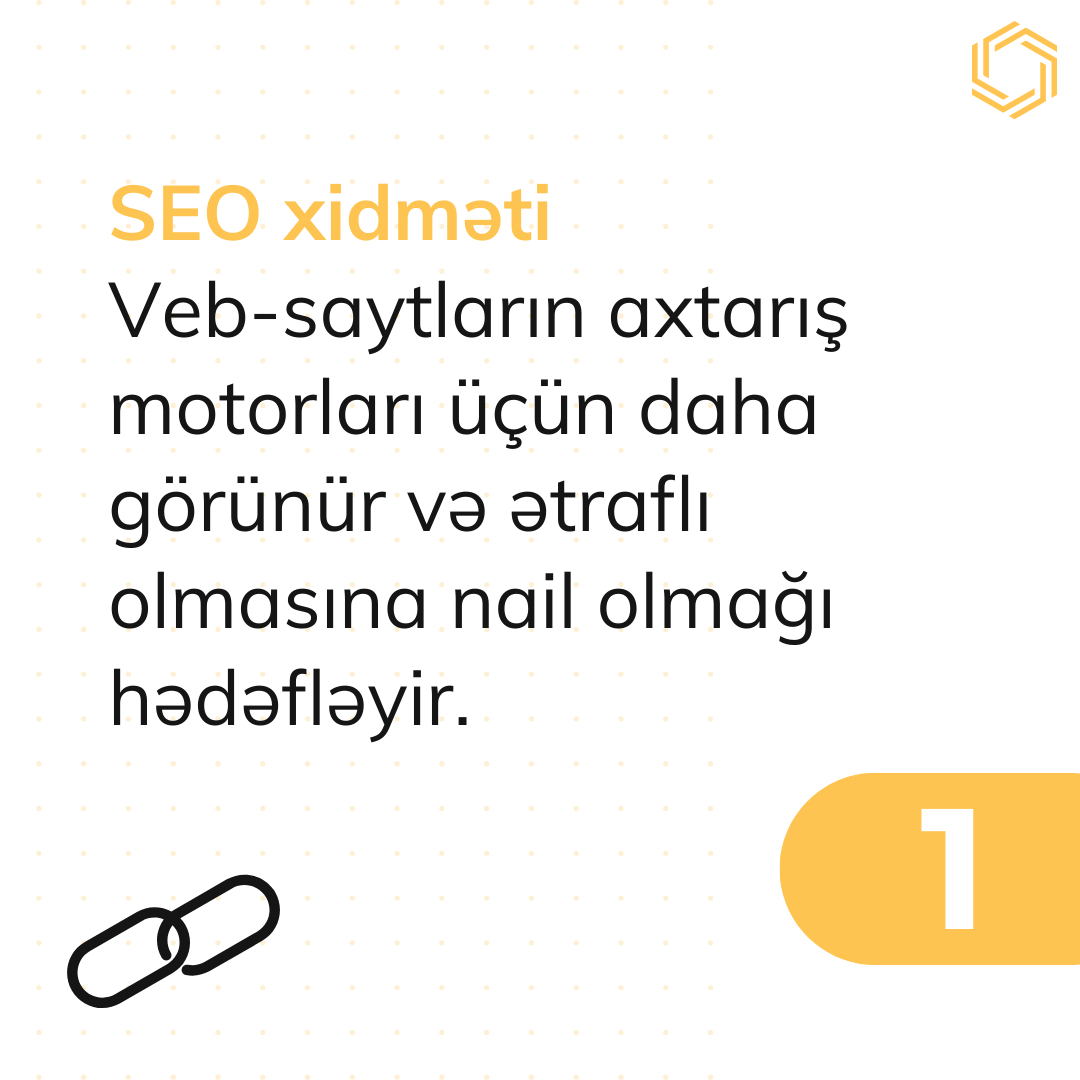 SEO xidməti
Veb-saytların axtarış
motorları üçün daha
görünür və ətraflı
olmasına nail olmağı
hədəfləyir.
1